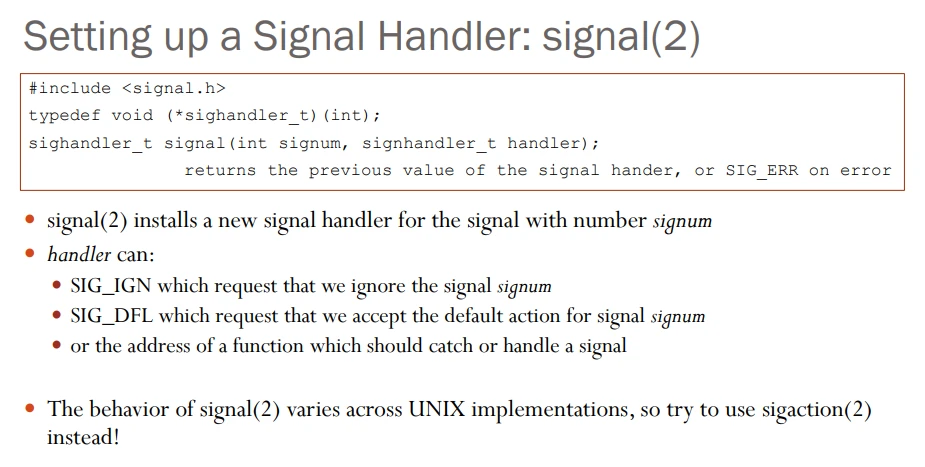 Setting up a Signal Handler: signal(2)
#include <signal.h>
typedef void (*sighandler_t)(int);
sighandler_t signal(int signum, signhandler_t handler);
returns the previous value of the signal hander, or SIG_ERR on error
• signal(2) installs a new signal handler for the signal with number signum
• handler can:
• SIG_IGN which request that we ignore the signal signum
• SIG_DFL which request that we accept the default action for signal signum
• or the address of a function which should catch or handle a signal
• The behavior of signal(2) varies across UNIX implementations, so try to use sigaction(2)
instead!